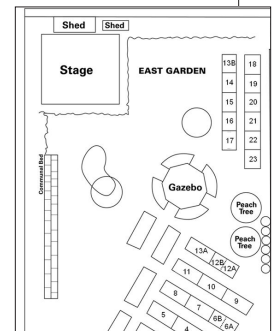 Shed
Shed
Stage
EAST GARDEN
13B
18
14
19
15
20
16
21
17
22
23
Communal Bed
Gazebo
Peach
Tree
Peach
Tree
13A
12B
12A
11
10
9
8
7
6B
6A
5
4